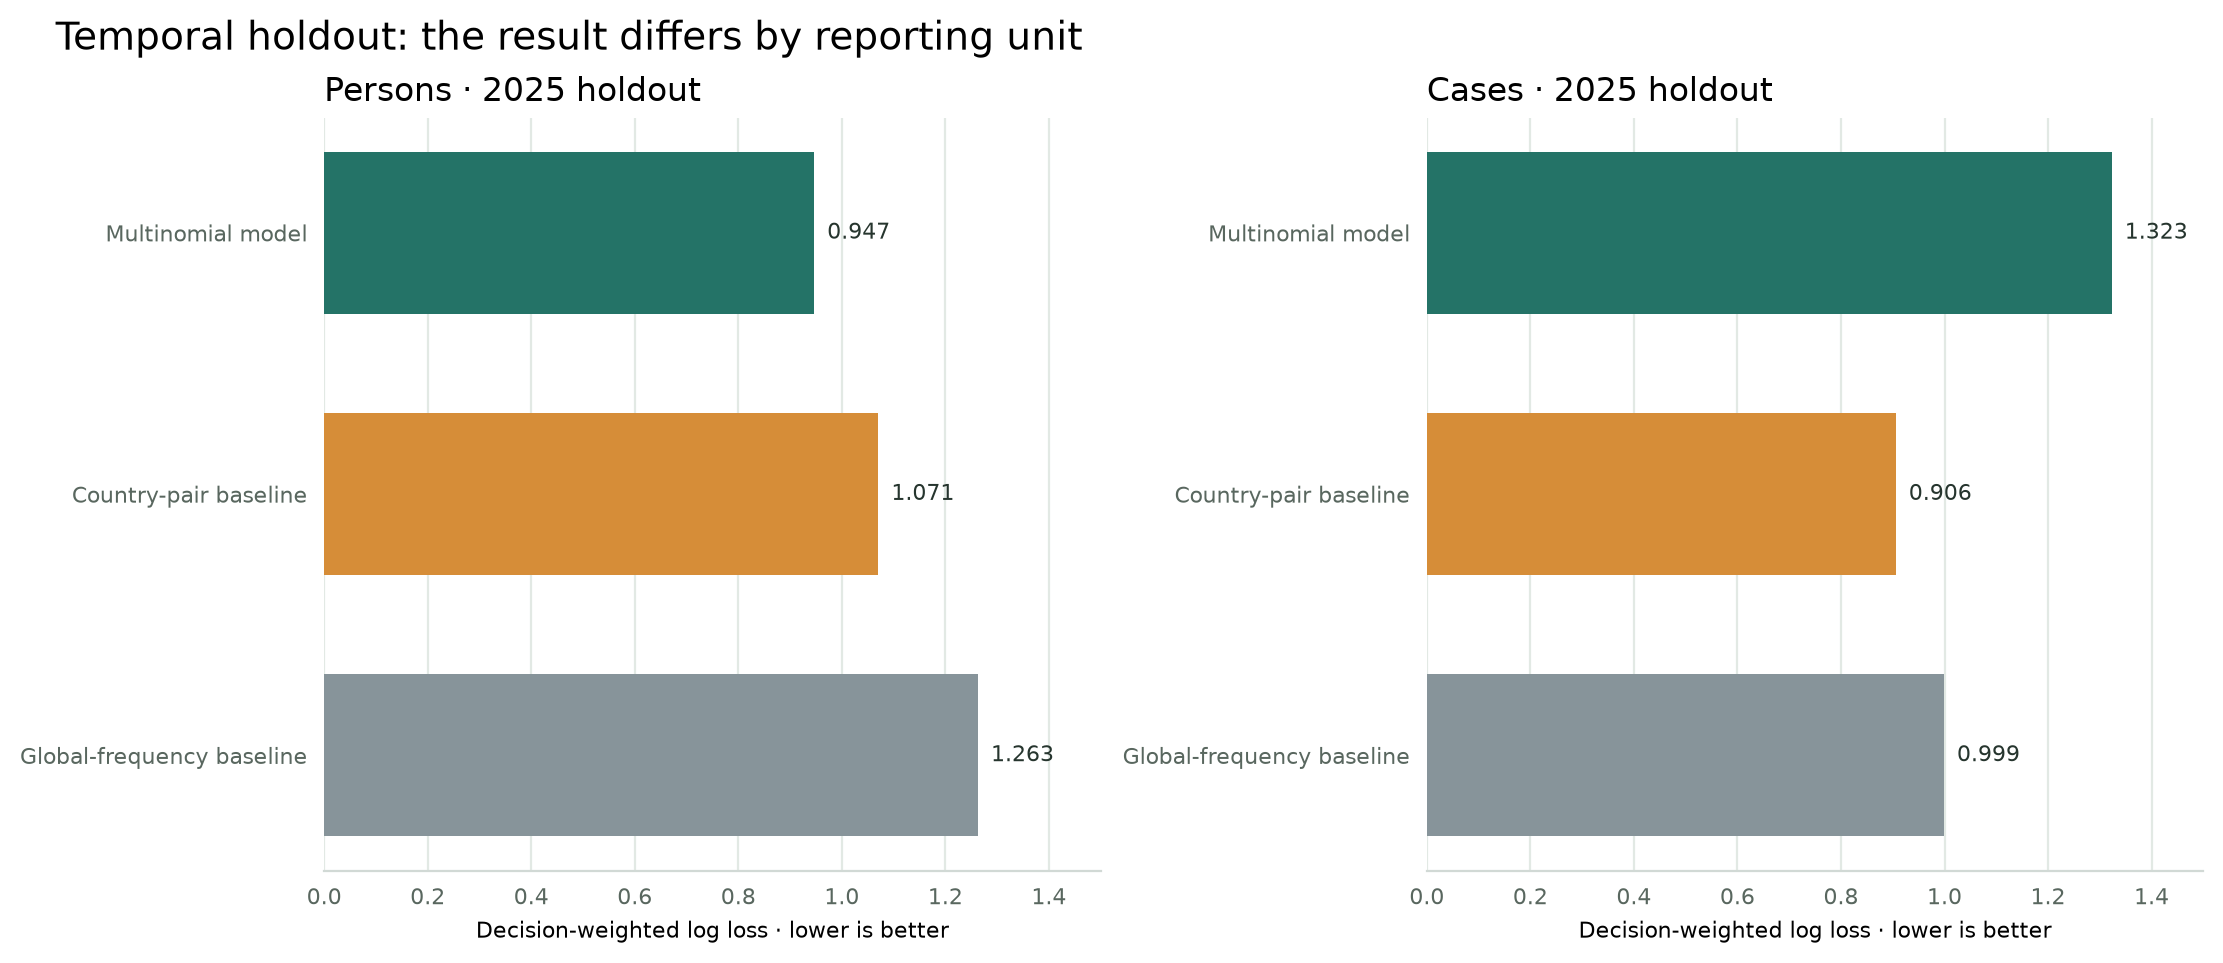 Temporal holdout: the result differs by reporting unit
Persons · 2025 holdout
Multinomial model
0.947
Country-pair baseline
1.071
Global-frequency baseline
1.263
0.0 0.2 0.4 0.6 0.8 1.0 1.2 1.4
Decision-weighted log loss · lower is better
Cases · 2025 holdout
Multinomial model
1.323
Country-pair baseline
0.906
Global-frequency baseline
0.999
0.0 0.2 0.4 0.6 0.8 1.0 1.2 1.4
Decision-weighted log loss · lower is better